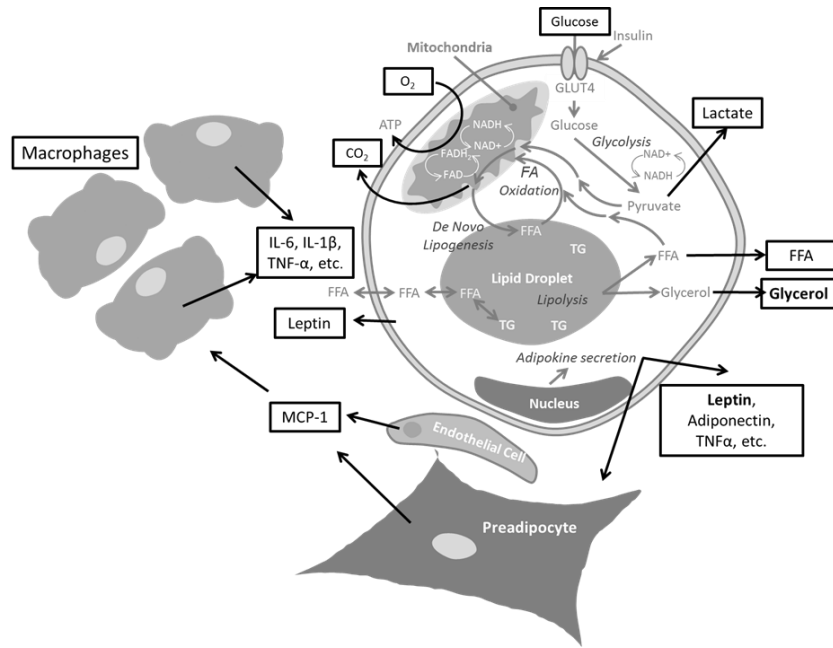 Glucose
Insulin
Mitochondria
GLUT4
O2
ATP
CO2
NADH
NAD+
FADH2
FAD
Glucose
Glycolysis
NAD+
NADH
Lactate
FA
Oxidation
Pyruvate
Macrophages
De Novo
Lipogenesis
FFA
TG
IL-6, IL-1β,
TNF-α, etc.
Lipid Droplet
Lipolysis
FFA
FFA
Glycerol
Glycerol
FFA
FFA
FFA
TG
TG
Leptin
Adipokine secretion
Nucleus
Leptin,
Adiponectin,
TNFα, etc.
MCP-1
Endothelial Cell
Preadipocyte